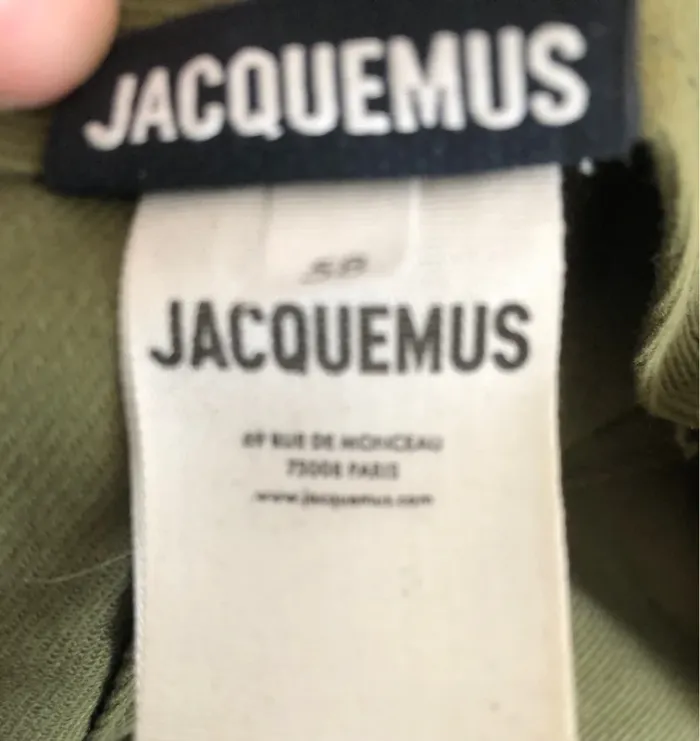 JACQUEMUS
JACQUEMUS
69 RUE DE MONCEAU
75008 PARIS
www.jacquemus.com